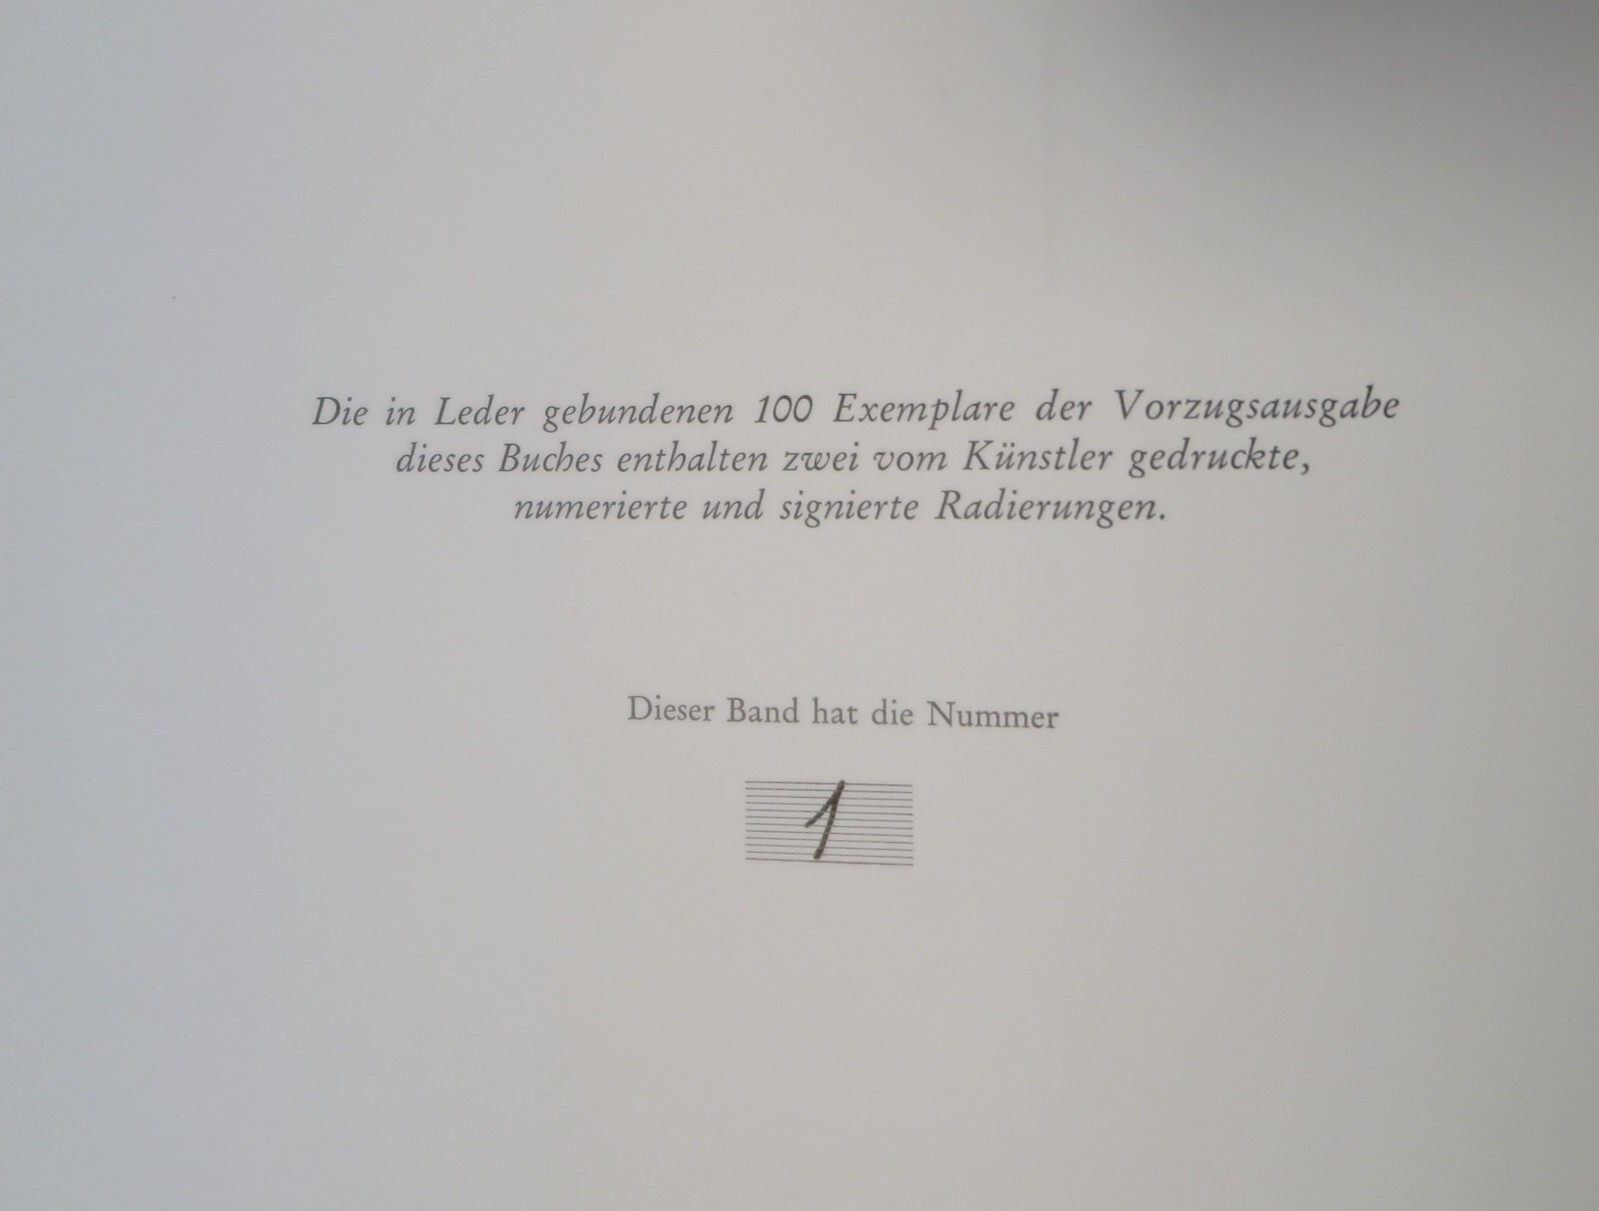 Die in Leder gebundenen 100 Exemplare der Vorzugsausgabe
dieses Buches enthalten zwei vom Künstler gedruckte,
numerierte und signierte Radierungen.
Dieser Band hat die Nummer
1